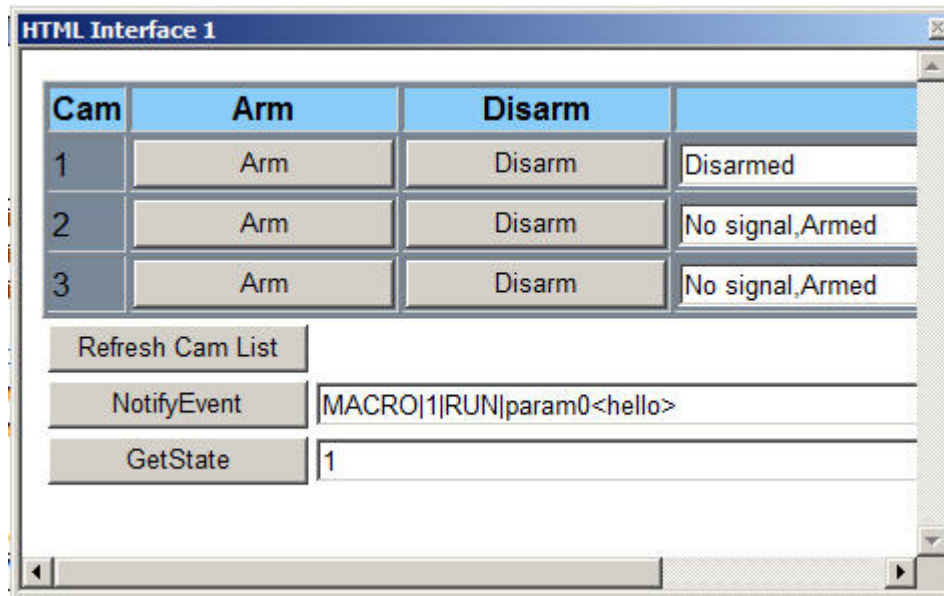 HTML Interface 1
Cam Arm Disarm
1 Arm Disarm Disarmed
2 Arm Disarm No signal,Armed
3 Arm Disarm No signal,Armed
Refresh Cam List
NotifyEvent MACRO|1|RUN|param0<hello>
GetState 1